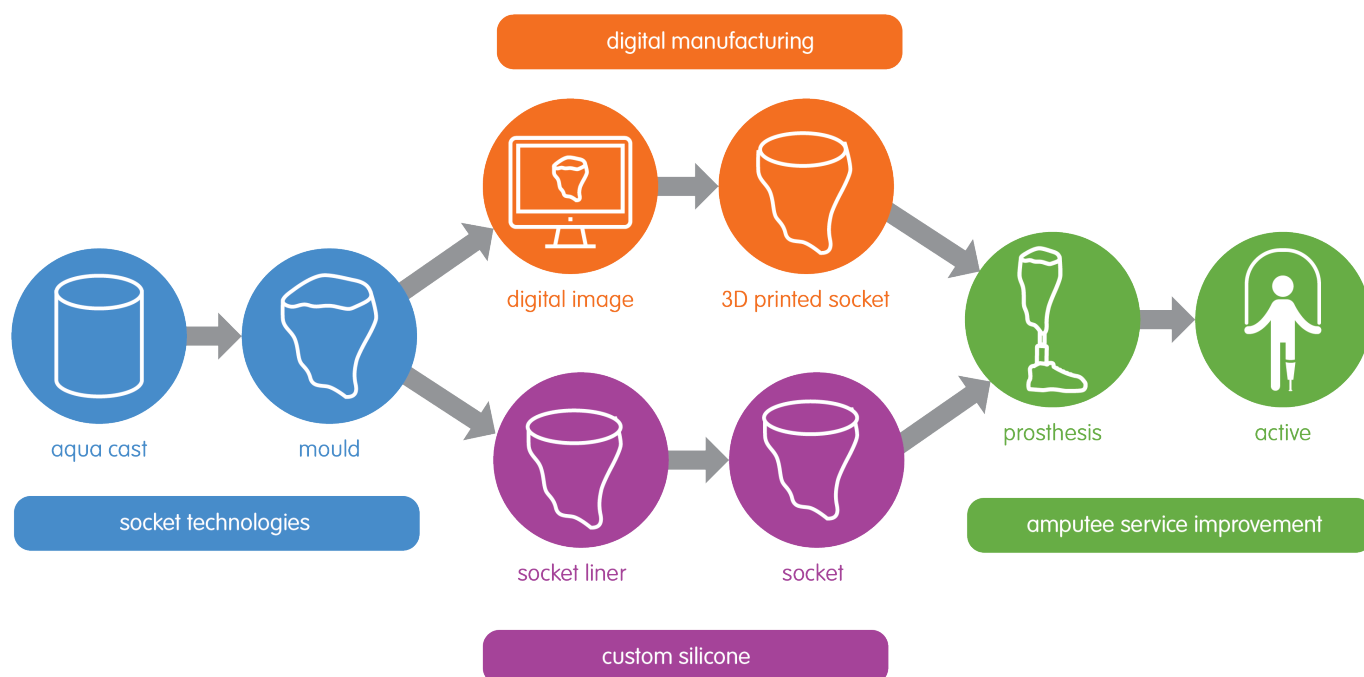 digital manufacturing
digital image
3D printed socket
aqua cast
mould
prosthesis
active
socket technologies
amputee service improvement
socket liner
socket
custom silicone